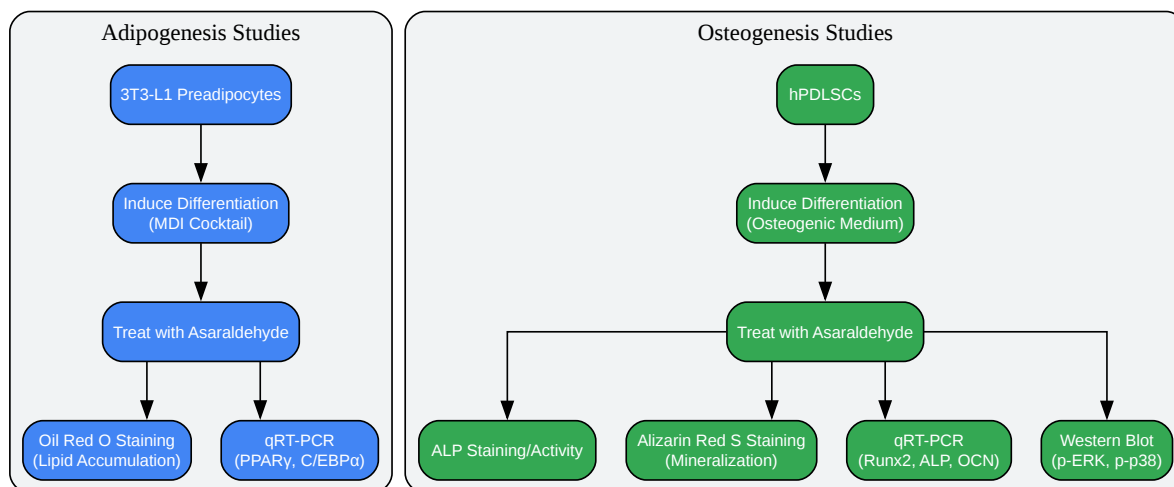 Adipogenesis Studies
3T3-L1 Preadipocytes
Induce Differentiation
(MDI Cocktail)
Treat with Asaraldehyde
Oil Red O Staining
(Lipid Accumulation)
qRT-PCR
(PPARγ, C/EBPα)
Osteogenesis Studies
hPDLSCs
Induce Differentiation
(Osteogenic Medium)
Treat with Asaraldehyde
ALP Staining/Activity
Alizarin Red S Staining
(Mineralization)
qRT-PCR
(Runx2, ALP, OCN)
Western Blot
(p-ERK, p-p38)